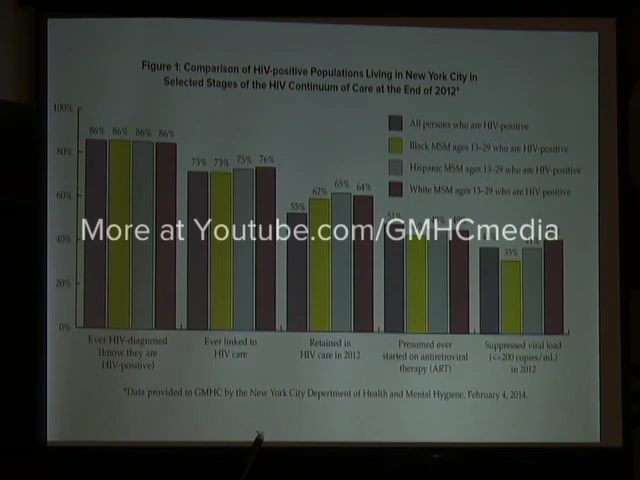 Figure 1: Comparison of HIV-positive Populations Living in New York City in
Selected Stages of the HIV Continuum of Care at the End of 2012*
100%
80%
60%
40%
20%
0%
All persons who are HIV-positive
Black MSM ages 13-29 who are HIV-positive
Hispanic MSM ages 13-29 who are HIV-positive
White MSM ages 13-29 who are HIV-positive
86% 86% 86% 86%
73% 73% 75% 76%
55% 62% 65% 64%
51%
35%
More at Youtube.com/GMHCmedia
Ever HIV-diagnosed
(know they are
HIV-positive)
Ever linked to
HIV care
Retained in
HIV care in 2012
Presumed ever
started on antiretroviral
therapy (ART)
Suppressed viral load
(<=200 copies/mL)
in 2012
*Data provided to GMHC by the New York City Department of Health and Mental Hygiene, February 4, 2014.